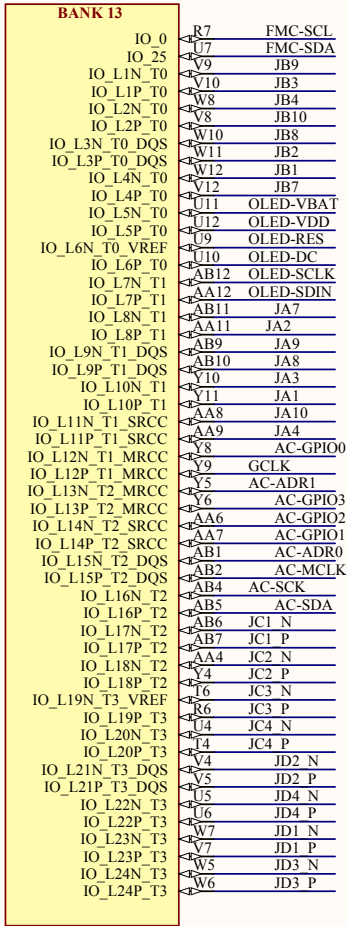 BANK 13
IO_0 R7 FMC-SCL
IO_25 U7 FMC-SDA
IO_L1N_T0 V9 JB9
IO_L1P_T0 V10 JB3
IO_L2N_T0 W8 JB4
IO_L2P_T0 V8 JB10
IO_L3N_T0_DQS W10 JB8
IO_L3P_T0_DQS W11 JB2
IO_L4N_T0 W12 JB1
IO_L4P_T0 V12 JB7
IO_L5N_T0 U11 OLED-VBAT
IO_L5P_T0 U12 OLED-VDD
IO_L6N_T0_VREF U9 OLED-RES
IO_L6P_T0 U10 OLED-DC
IO_L7N_T1 AB12 OLED-SCLK
IO_L7P_T1 AA12 OLED-SDIN
IO_L8N_T1 AB11 JA7
IO_L8P_T1 AA11 JA2
IO_L9N_T1_DQS AB9 JA9
IO_L9P_T1_DQS AB10 JA8
IO_L10N_T1 Y10 JA3
IO_L10P_T1 Y11 JA1
IO_L11N_T1_SRCC AA8 JA10
IO_L11P_T1_SRCC AA9 JA4
IO_L12N_T1_MRCC Y8 AC-GPIO0
IO_L12P_T1_MRCC Y9 GCLK
IO_L13N_T2_MRCC Y5 AC-ADR1
IO_L13P_T2_MRCC Y6 AC-GPIO3
IO_L14N_T2_SRCC AA6 AC-GPIO2
IO_L14P_T2_SRCC AA7 AC-GPIO1
IO_L15N_T2_DQS AB1 AC-ADR0
IO_L15P_T2_DQS AB2 AC-MCLK
IO_L16N_T2 AB4 AC-SCK
IO_L16P_T2 AB5 AC-SDA
IO_L17N_T2 AB6 JC1_N
IO_L17P_T2 AB7 JC1_P
IO_L18N_T2 AA4 JC2_N
IO_L18P_T2 Y4 JC2_P
IO_L19N_T3_VREF T6 JC3_N
IO_L19P_T3 R6 JC3_P
IO_L20N_T3 U4 JC4_N
IO_L20P_T3 T4 JC4_P
IO_L21N_T3_DQS V4 JD2_N
IO_L21P_T3_DQS V5 JD2_P
IO_L22N_T3 U5 JD4_N
IO_L22P_T3 U6 JD4_P
IO_L23N_T3 W7 JD1_N
IO_L23P_T3 V7 JD1_P
IO_L24N_T3 W5 JD3_N
IO_L24P_T3 W6 JD3_P